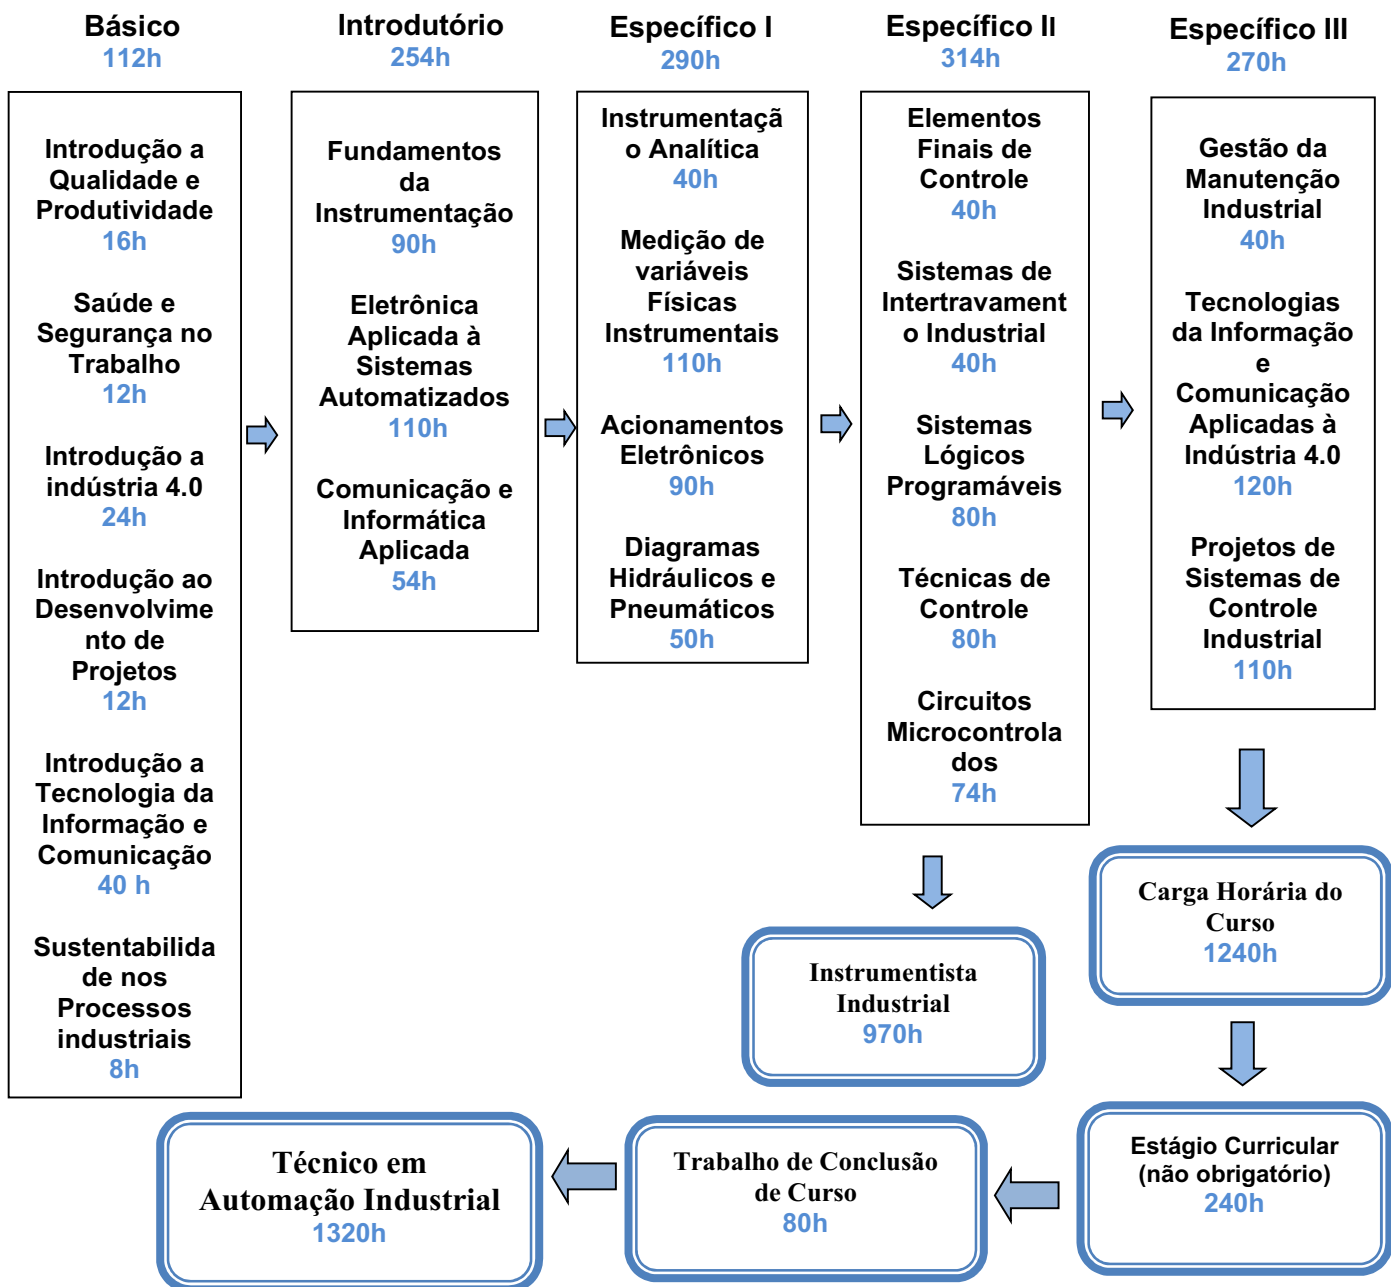 Básico
112h
Introdução a
Qualidade e
Produtividade
16h
Saúde e
Segurança no
Trabalho
12h
Introdução a
indústria 4.0
24h
Introdução ao
Desenvolvime
nto de
Projetos
12h
Introdução a
Tecnologia da
Informação e
Comunicação
40 h
Sustentabilida
de nos
Processos
industriais
8h
Introdutório
254h
Fundamentos
da
Instrumentação
90h
Eletrônica
Aplicada à
Sistemas
Automatizados
110h
Comunicação e
Informática
Aplicada
54h
Específico I
290h
Instrumentaçã
o Analítica
40h
Medição de
variáveis
Físicas
Instrumentais
110h
Acionamentos
Eletrônicos
90h
Diagramas
Hidráulicos e
Pneumáticos
50h
Específico II
314h
Elementos
Finais de
Controle
40h
Sistemas de
Intertravament
o Industrial
40h
Sistemas
Lógicos
Programáveis
80h
Técnicas de
Controle
80h
Circuitos
Microcontrola
dos
74h
Específico III
270h
Gestão da
Manutenção
Industrial
40h
Tecnologias
da Informação
e
Comunicação
Aplicadas à
Indústria 4.0
120h
Projetos de
Sistemas de
Controle
Industrial
110h
Instrumentista
Industrial
970h
Carga Horária do
Curso
1240h
Estágio Curricular
(não obrigatório)
240h
Trabalho de Conclusão
de Curso
80h
Técnico em
Automação Industrial
1320h